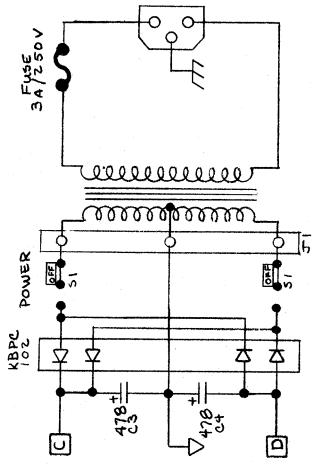 FUSE
3A/250V
J1
POWER
OFF
S1
OFF
S1
KBPC
102
+
478
C3
+
478
C4
C
D